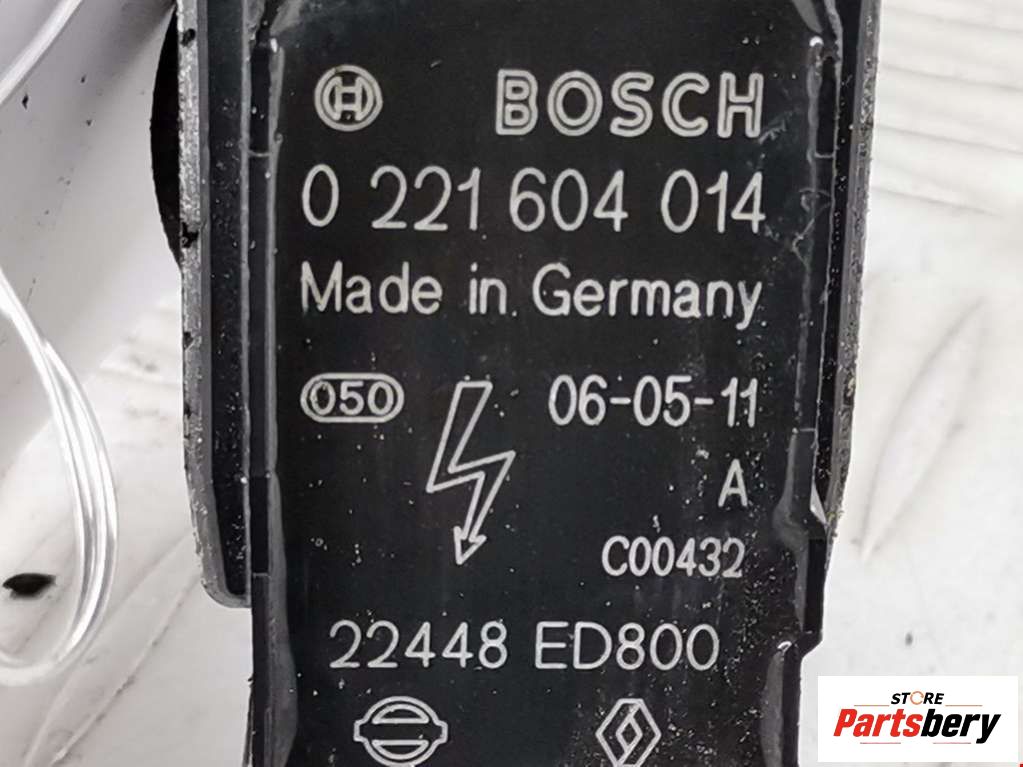 BOSCH
0 221 604 014
Made in Germany
050 06-05-11
A
C00432
22448 ED800
STORE
Partsbery